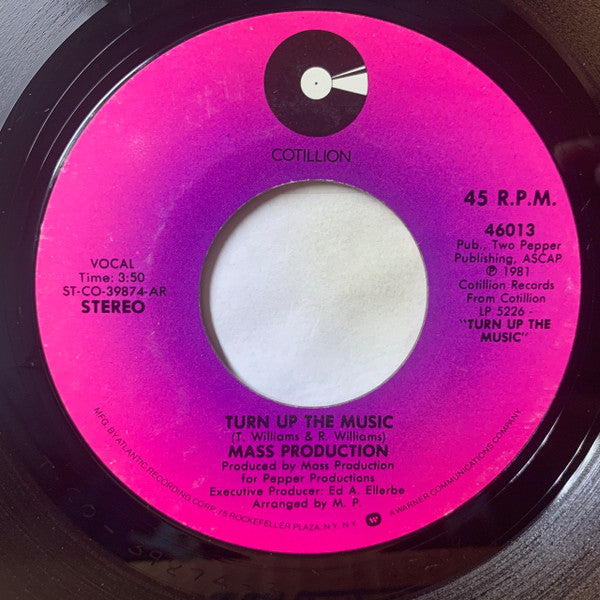 COTILLION
45 R.P.M.
46013
Pub., Two Pepper
Publishing, ASCAP
℗ 1981
Cotillion Records
From Cotillion
LP 5226 -
"TURN UP THE
MUSIC"
VOCAL
Time: 3:50
ST-CO-39874-AR
STEREO
TURN UP THE MUSIC
(T. Williams & R. Williams)
MASS PRODUCTION
Produced by Mass Production
for Pepper Productions
Executive Producer: Ed A. Ellerbe
Arranged by M. P.
MFG. BY ATLANTIC RECORDING CORP., 75 ROCKEFELLER PLAZA, N.Y. N.Y. A WARNER COMMUNICATIONS COMPANY